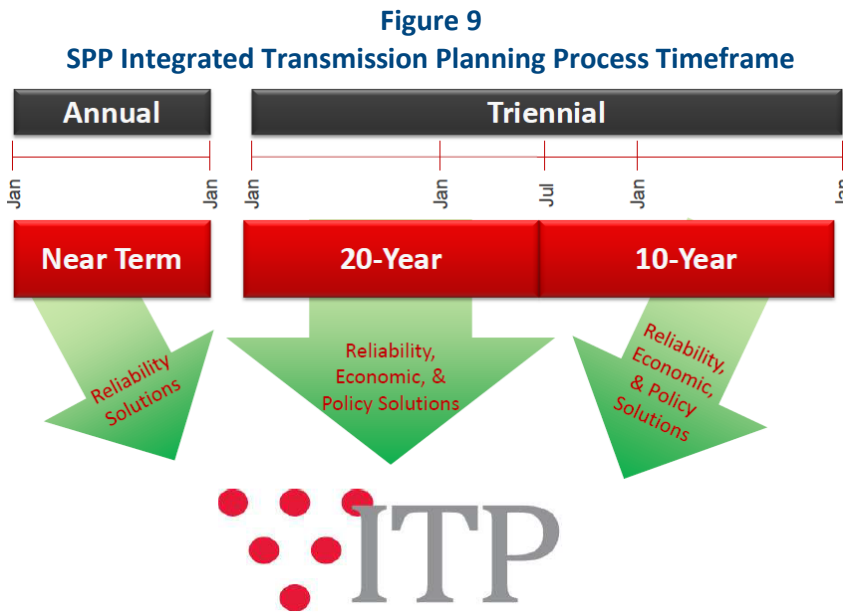 Figure 9
SPP Integrated Transmission Planning Process Timeframe
Annual
Triennial
Jan
Jan
Jan
Jan
Jul
Jan
Jan
Near Term
20-Year
10-Year
Reliability
Solutions
Reliability,
Economic, &
Policy Solutions
Reliability,
Economic,
& Policy
Solutions
ITP